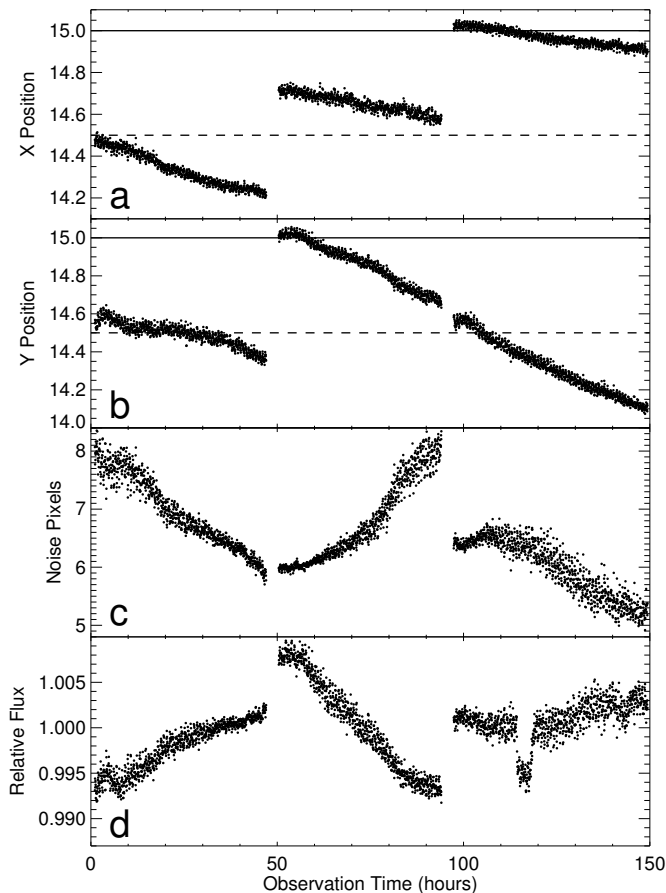 15.0
14.8
14.6
14.4
14.2
X Position
a
15.0
14.8
14.6
14.4
14.2
14.0
Y Position
b
8
7
6
5
Noise Pixels
c
1.005
1.000
0.995
0.990
Relative Flux
d
0 50 100 150
Observation Time (hours)